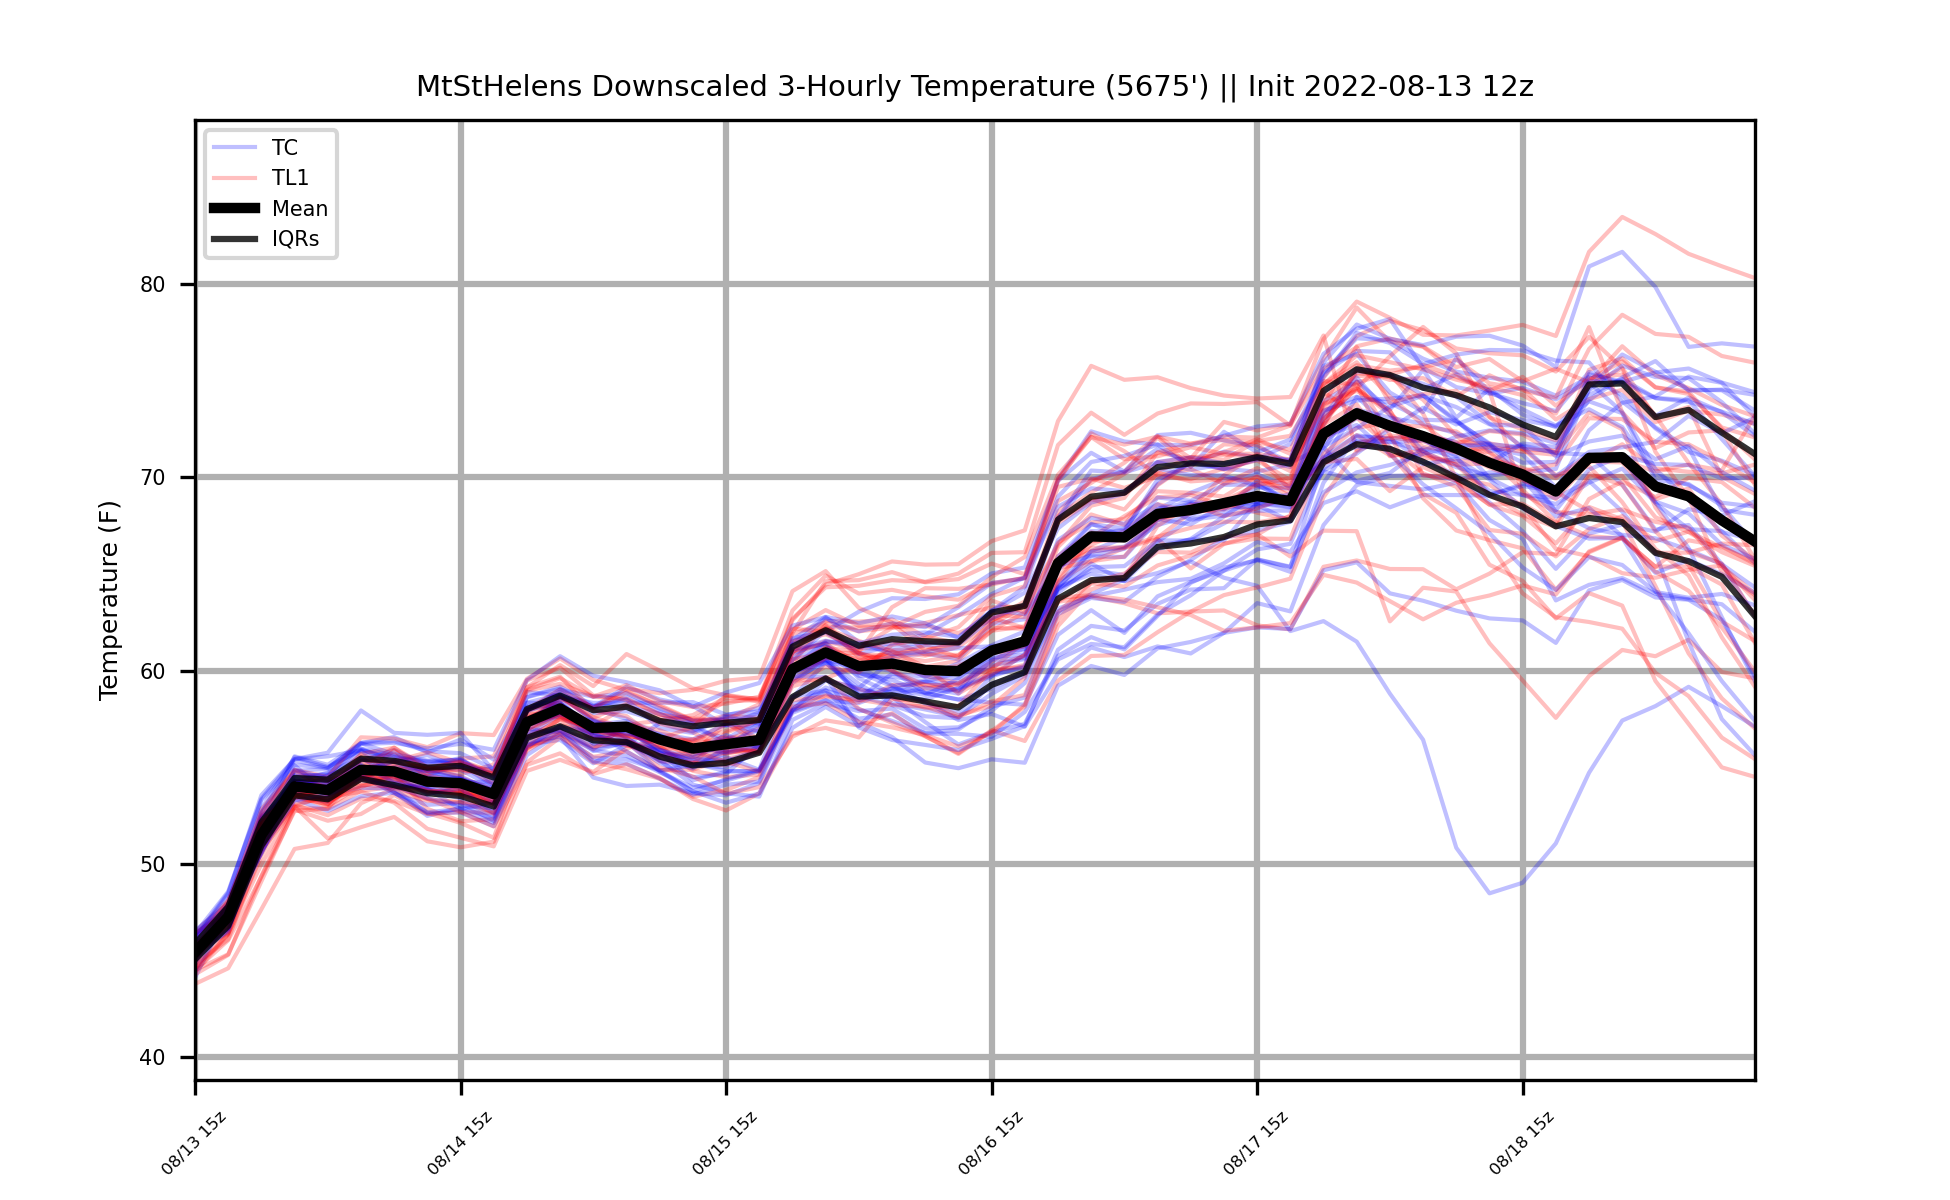 MtStHelens Downscaled 3-Hourly Temperature (5675') || Init 2022-08-13 12z
TC
TL1
Mean
IQRs
Temperature (F)
80
70
60
50
40
08/13 15z
08/14 15z
08/15 15z
08/16 15z
08/17 15z
08/18 15z